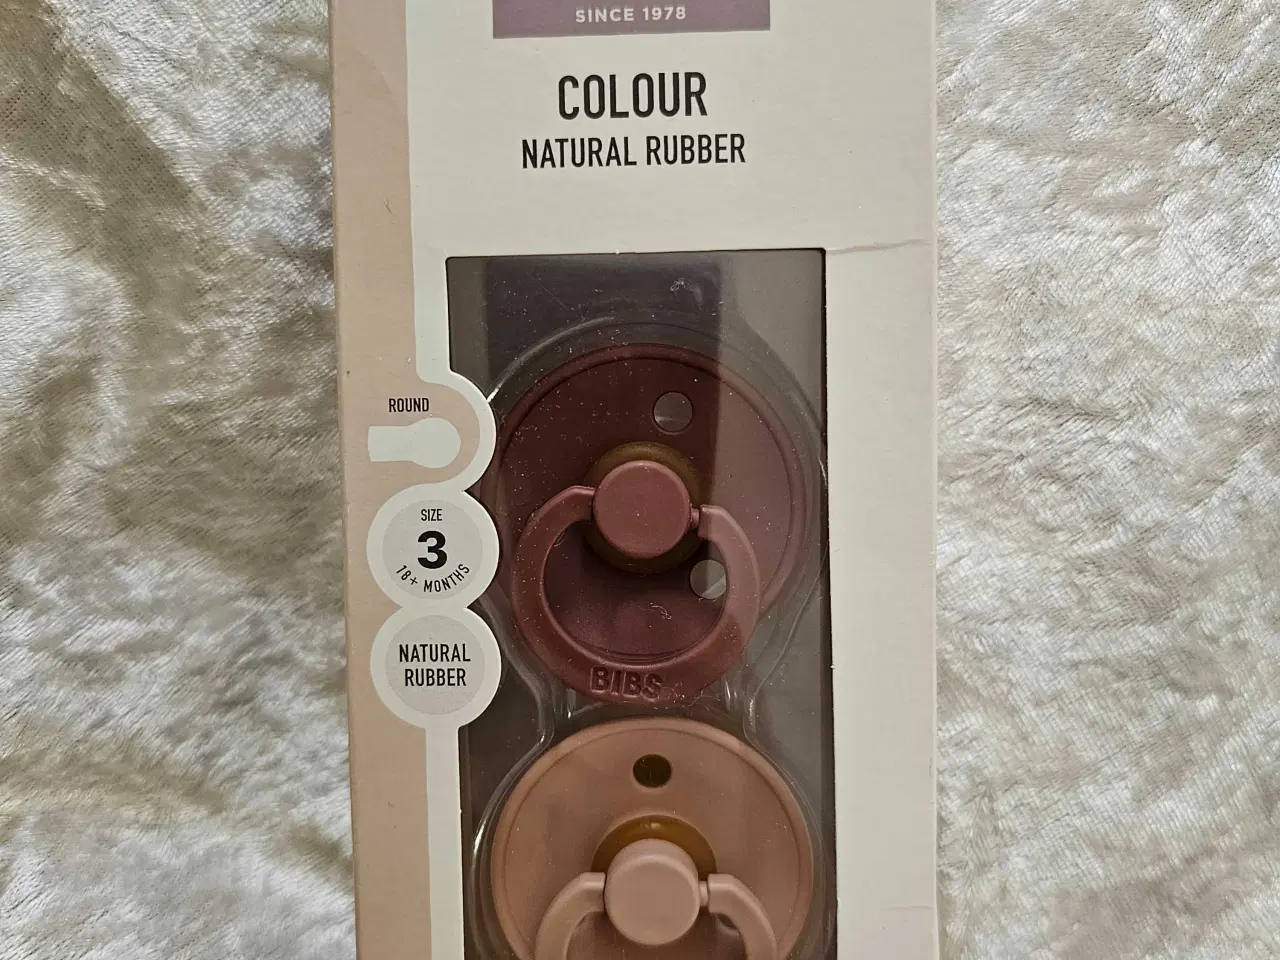 SINCE 1978
COLOUR
NATURAL RUBBER
ROUND
SIZE
3
18+ MONTHS
NATURAL
RUBBER
BIBS